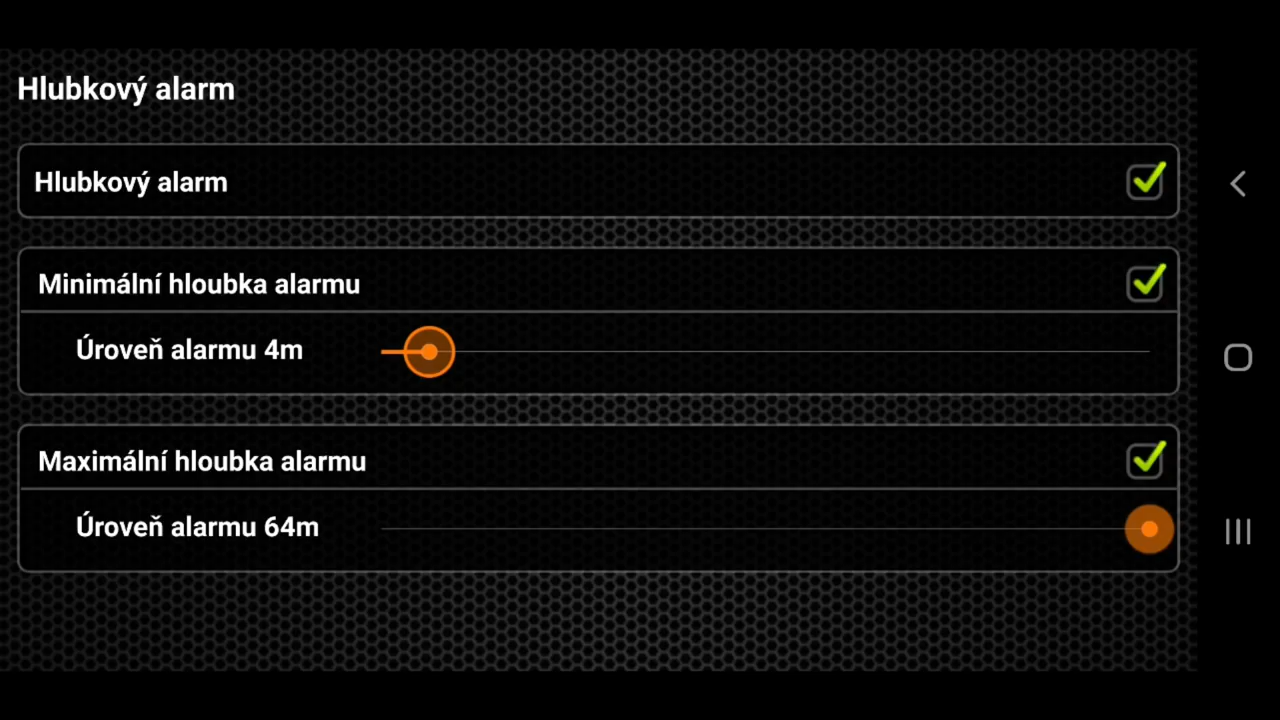 Hlubkový alarm
Hlubkový alarm
Minimální hloubka alarmu
Úroveň alarmu 4m
Maximální hloubka alarmu
Úroveň alarmu 64m